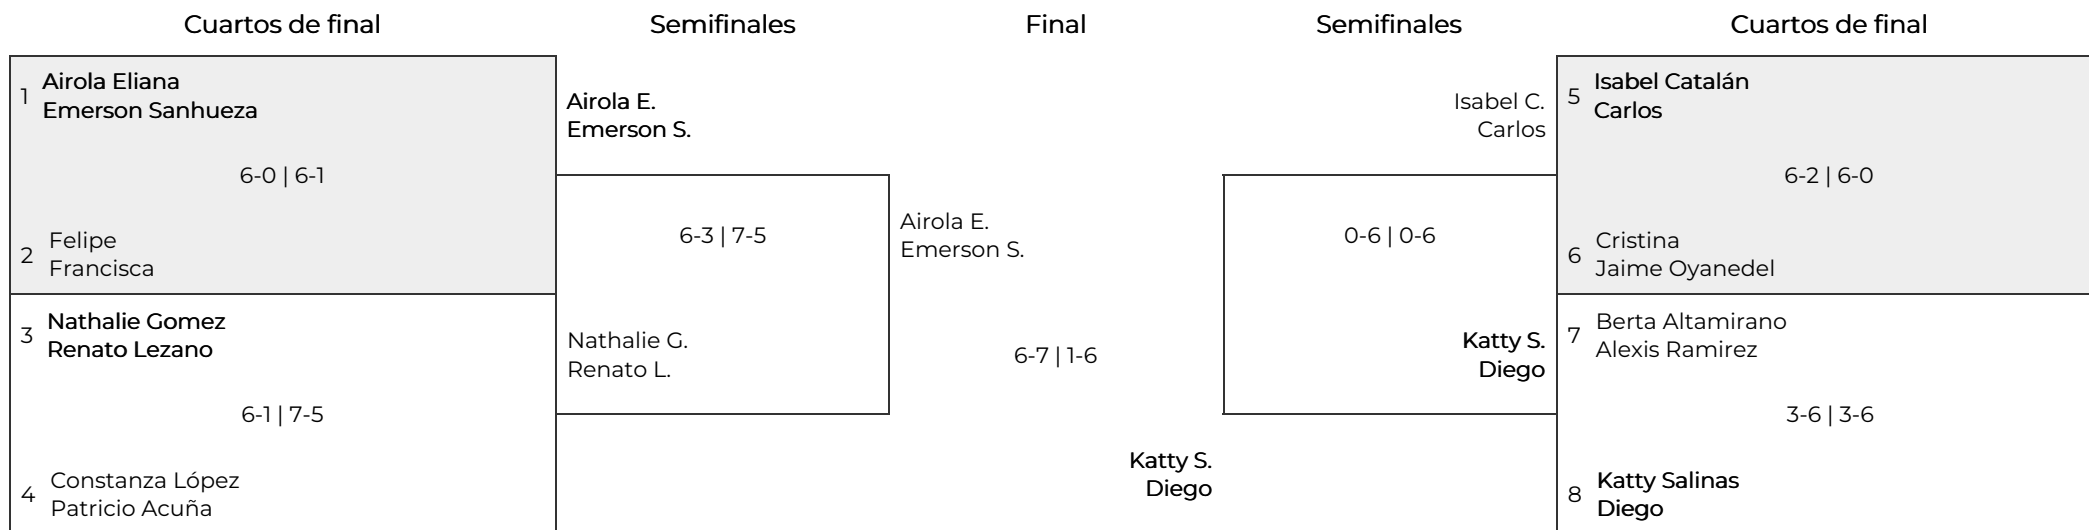 Cuartos de final
Semifinales
Final
Semifinales
Cuartos de final
1
Airola Eliana
Emerson Sanhueza
6-0 | 6-1
2
Felipe
Francisca
3
Nathalie Gomez
Renato Lezano
6-1 | 7-5
4
Constanza López
Patricio Acuña
Airola E.
Emerson S.
6-3 | 7-5
Nathalie G.
Renato L.
Airola E.
Emerson S.
6-7 | 1-6
Katty S.
Diego
Isabel C.
Carlos
0-6 | 0-6
Katty S.
Diego
5
Isabel Catalán
Carlos
6-2 | 6-0
6
Cristina
Jaime Oyanedel
7
Berta Altamirano
Alexis Ramirez
3-6 | 3-6
8
Katty Salinas
Diego